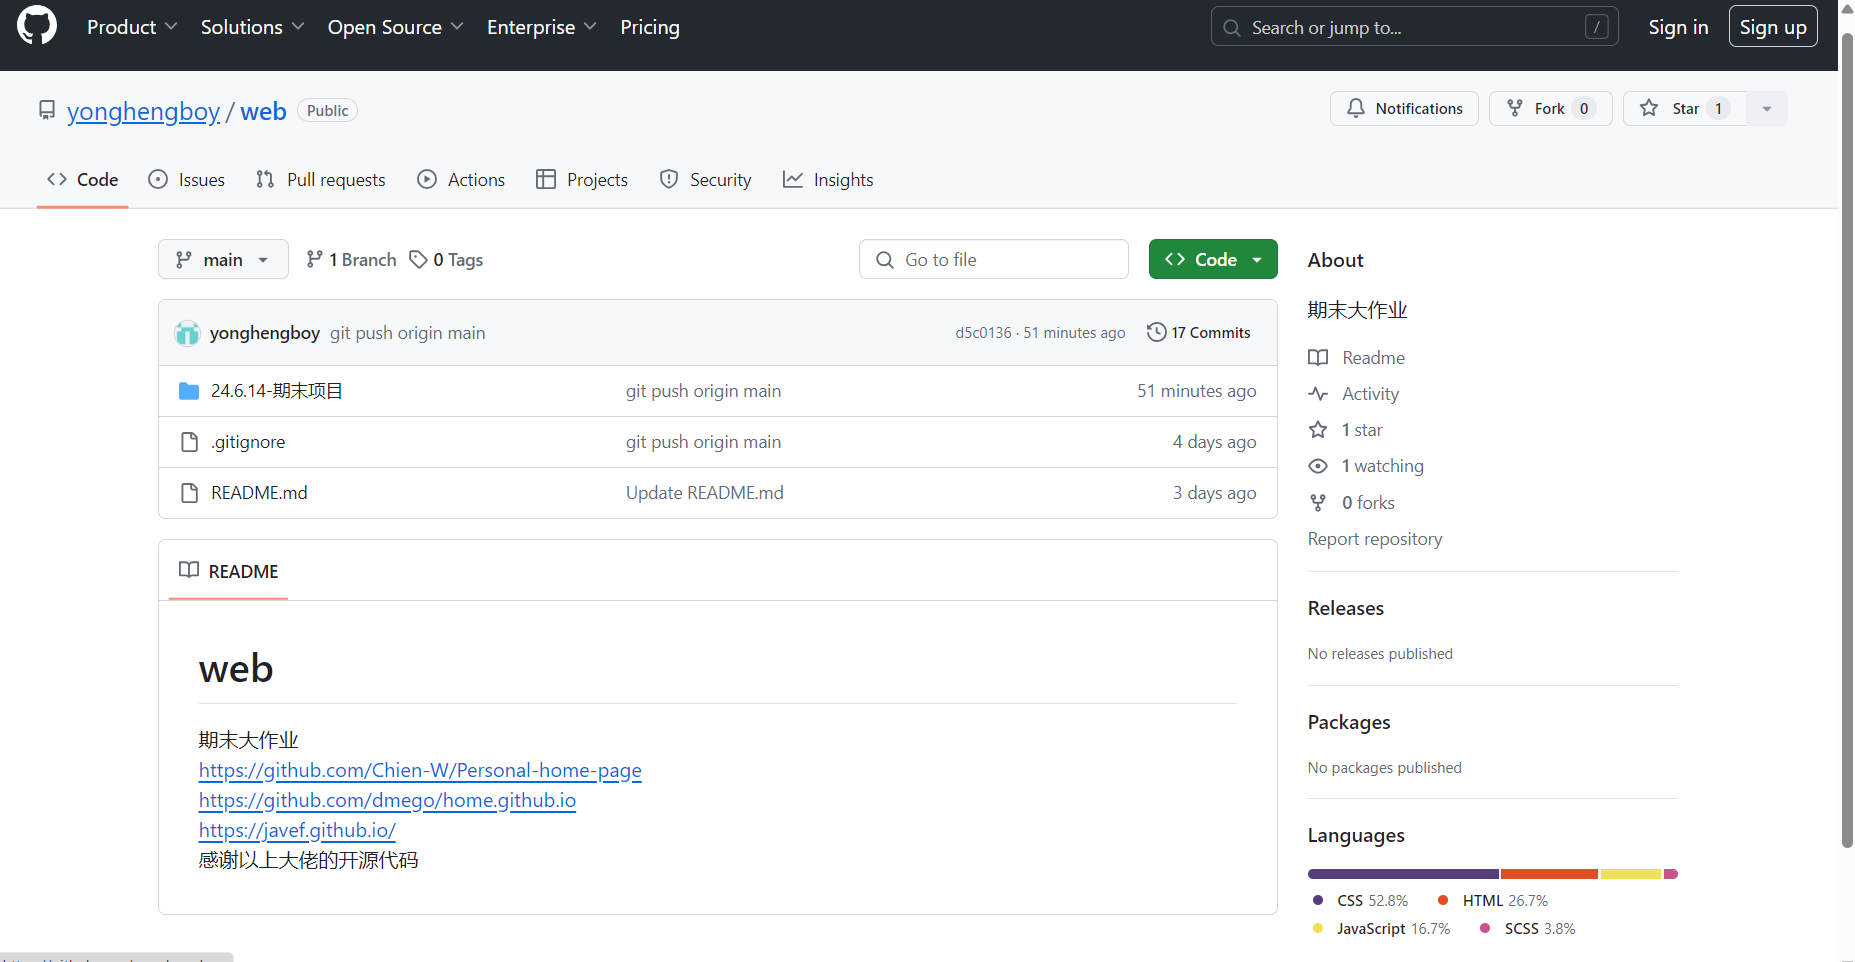 Product Solutions Open Source Enterprise Pricing Search or jump to... / Sign in Sign up
yonghengboy / web Public Notifications Fork 0 Star 1
Code Issues Pull requests Actions Projects Security Insights
main 1 Branch 0 Tags Go to file Code
yonghengboy git push origin main d5c0136 · 51 minutes ago 17 Commits
24.6.14-期末项目 git push origin main 51 minutes ago
.gitignore git push origin main 4 days ago
README.md Update README.md 3 days ago
README
web
期末大作业
https://github.com/Chien-W/Personal-home-page
https://github.com/dmego/home.github.io
https://javef.github.io/
感谢以上大佬的开源代码
About
期末大作业
Readme
Activity
1 star
1 watching
0 forks
Report repository
Releases
No releases published
Packages
No packages published
Languages
CSS 52.8% HTML 26.7%
JavaScript 16.7% SCSS 3.8%